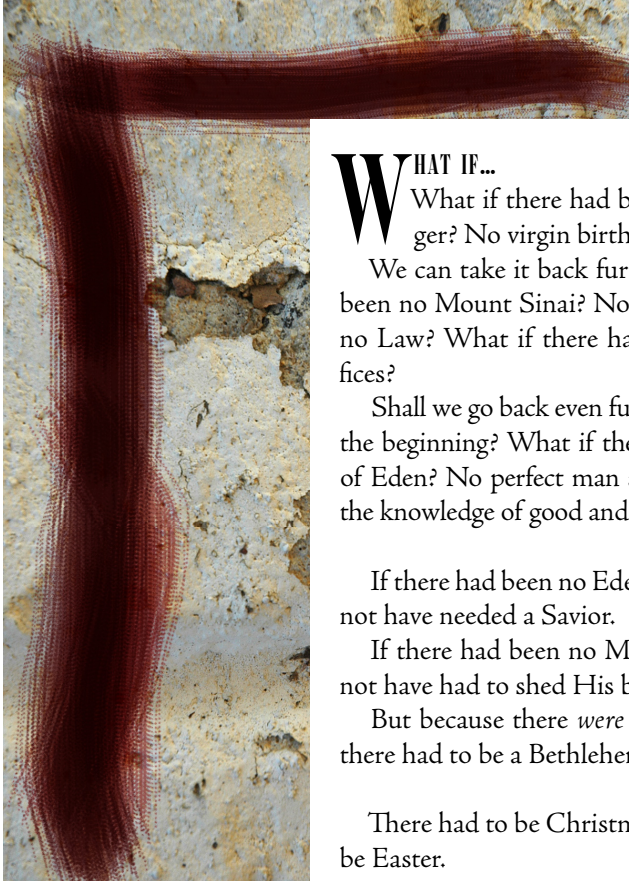 WHAT IF...
What if there had b
ger? No virgin birth
We can take it back fur
been no Mount Sinai? No
no Law? What if there ha
fices?
Shall we go back even fu
the beginning? What if the
of Eden? No perfect man
the knowledge of good and
If there had been no Ede
not have needed a Savior.
If there had been no M
not have had to shed His b
But because there were
there had to be a Bethlehe
There had to be Christm
be Easter.